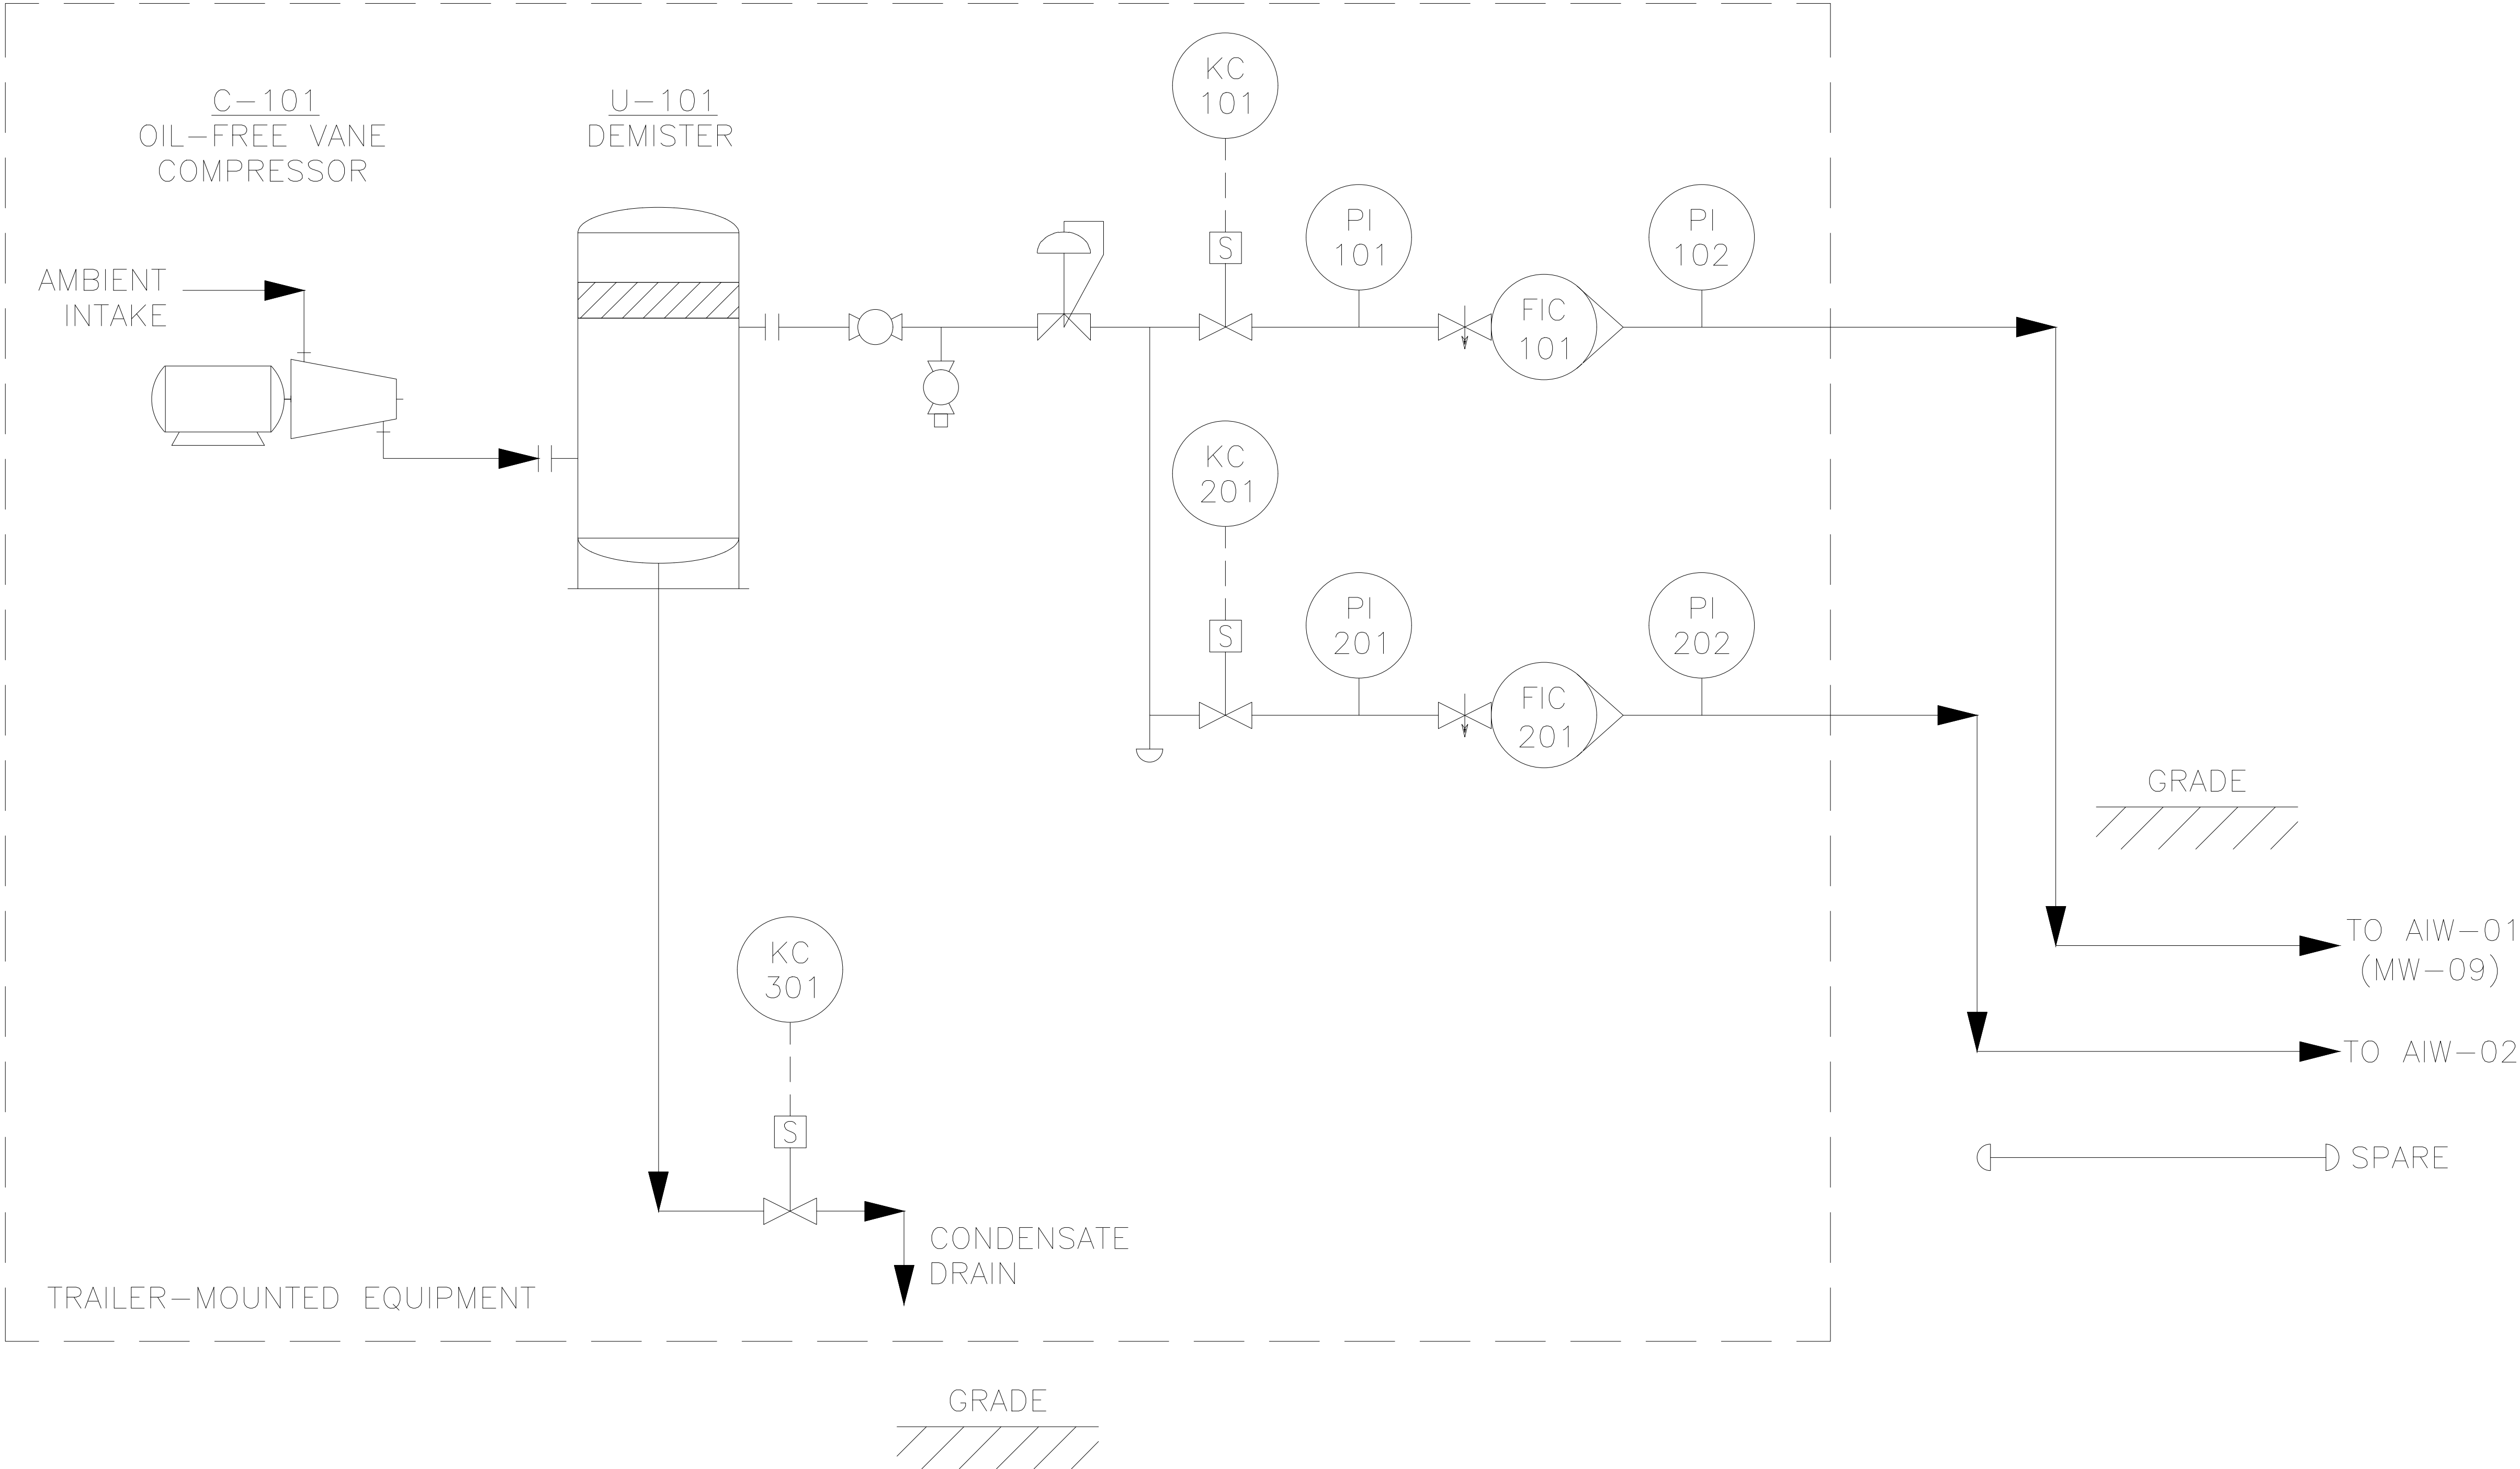 C-101
OIL-FREE VANE
COMPRESSOR
U-101
DEMISTER
KC
101
AMBIENT
INTAKE
S
PI
101
FIC
101
PI
102
KC
201
S
PI
201
FIC
201
PI
202
GRADE
KC
301
S
TO AIW-01
(MW-09)
TO AIW-02
SPARE
CONDENSATE
DRAIN
TRAILER-MOUNTED EQUIPMENT
GRADE